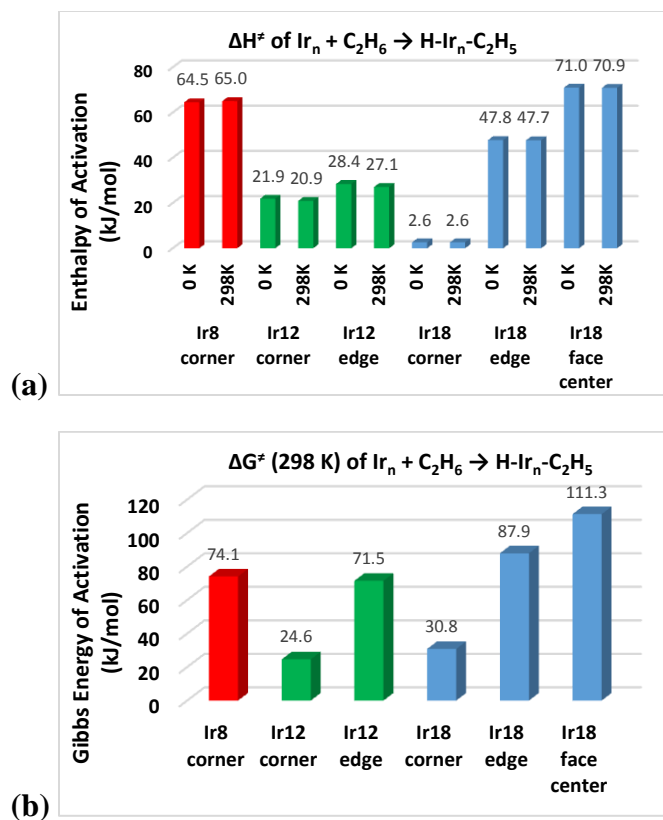 ΔH≠ of Irn + C2H6 → H-Irn-C2H5
Enthalpy of Activation
(kJ/mol)
80
60
40
20
0
64.5 65.0 21.9 20.9 28.4 27.1 2.6 2.6 47.8 47.7 71.0 70.9
0 K 298K 0 K 298K 0 K 298K 0 K 298K 0 K 298K 0 K 298K
Ir8 Ir12 Ir12 Ir18 Ir18 Ir18
corner corner edge corner edge face
center
(a)
ΔG≠ (298 K) of Irn + C2H6 → H-Irn-C2H5
Gibbs Energy of Activation
(kJ/mol)
120
100
80
60
40
20
0
74.1 24.6 71.5 30.8 87.9 111.3
Ir8 Ir12 Ir12 Ir18 Ir18 Ir18
corner corner edge corner edge face
center
(b)